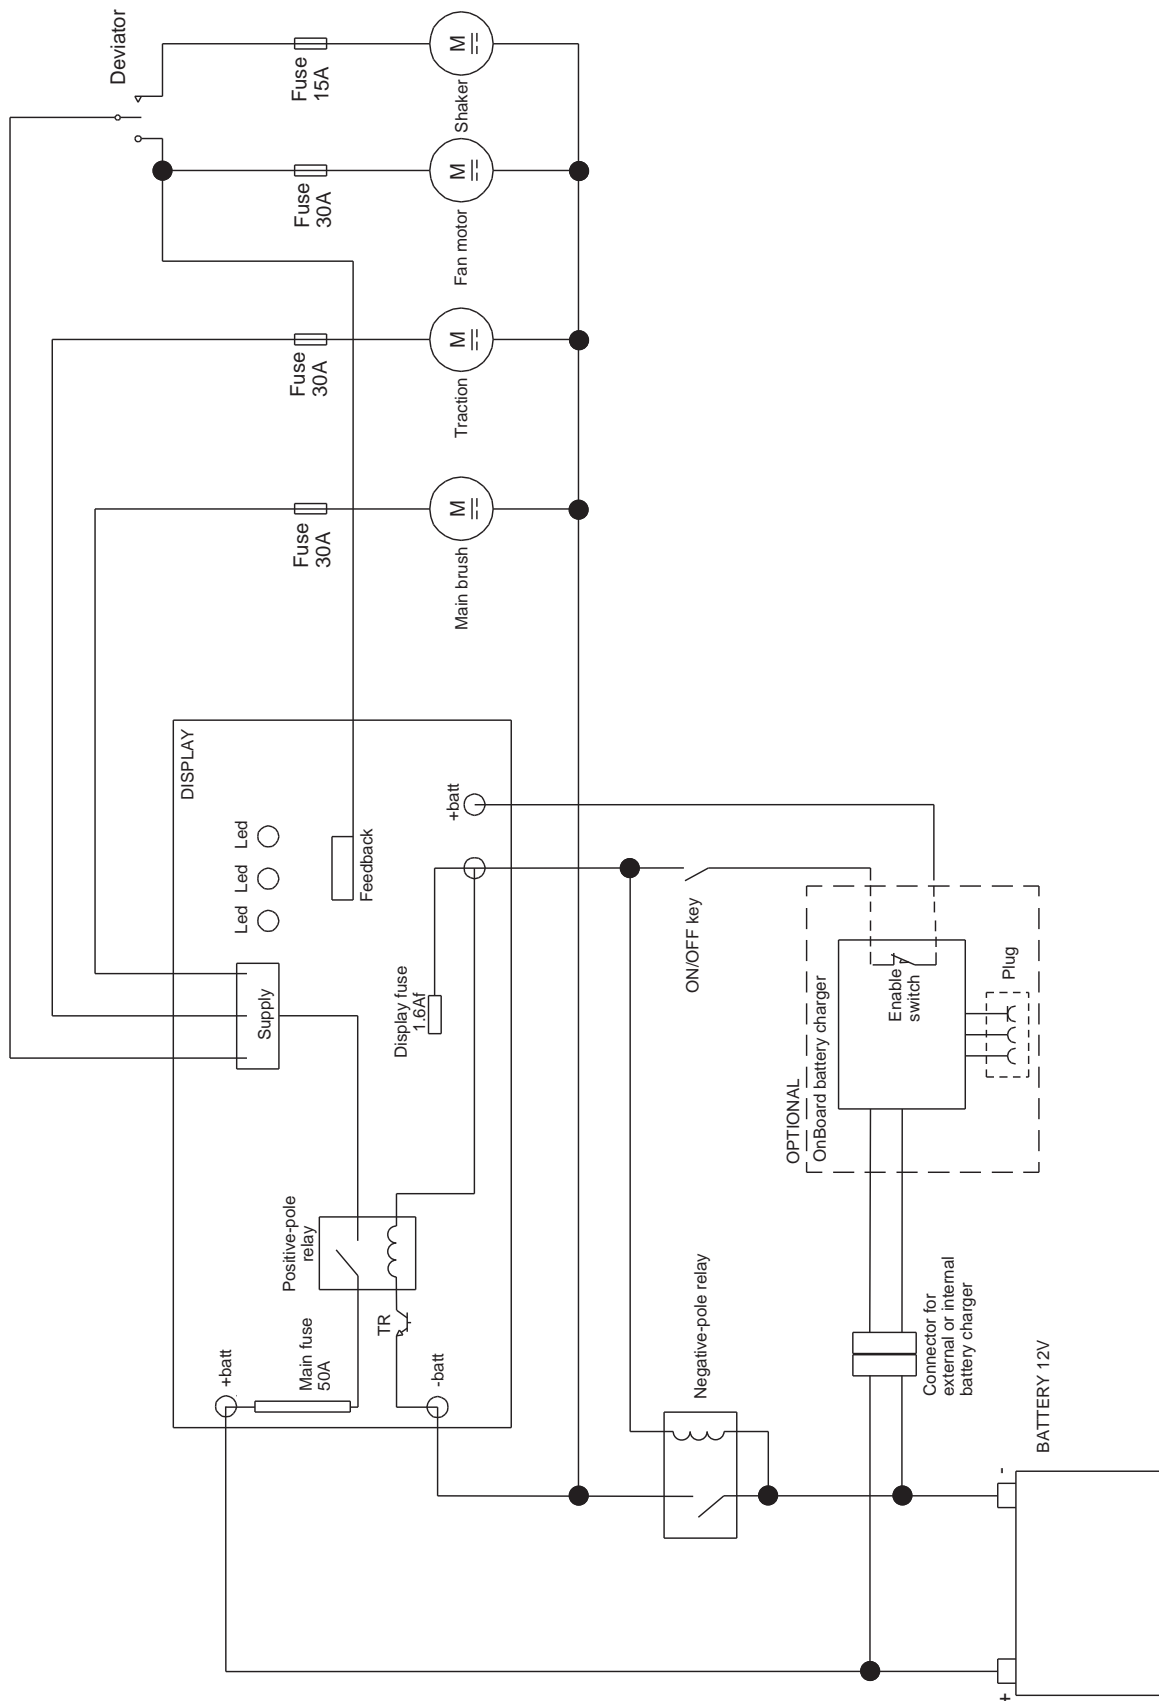 Deviator
Fuse
15A
M
Shaker
Fuse
30A
M
Fan motor
Fuse
30A
M
Traction
Fuse
30A
M
Main brush
DISPLAY
Led
Led
Led
Feedback
+batt
Supply
Display fuse
1.6Af
ON/OFF key
Enable
switch
Plug
OPTIONAL
OnBoard battery charger
Positive-pole
relay
TR
+batt
Main fuse
50A
-batt
Negative-pole relay
Connector for
external or internal
battery charger
BATTERY 12V
-
+